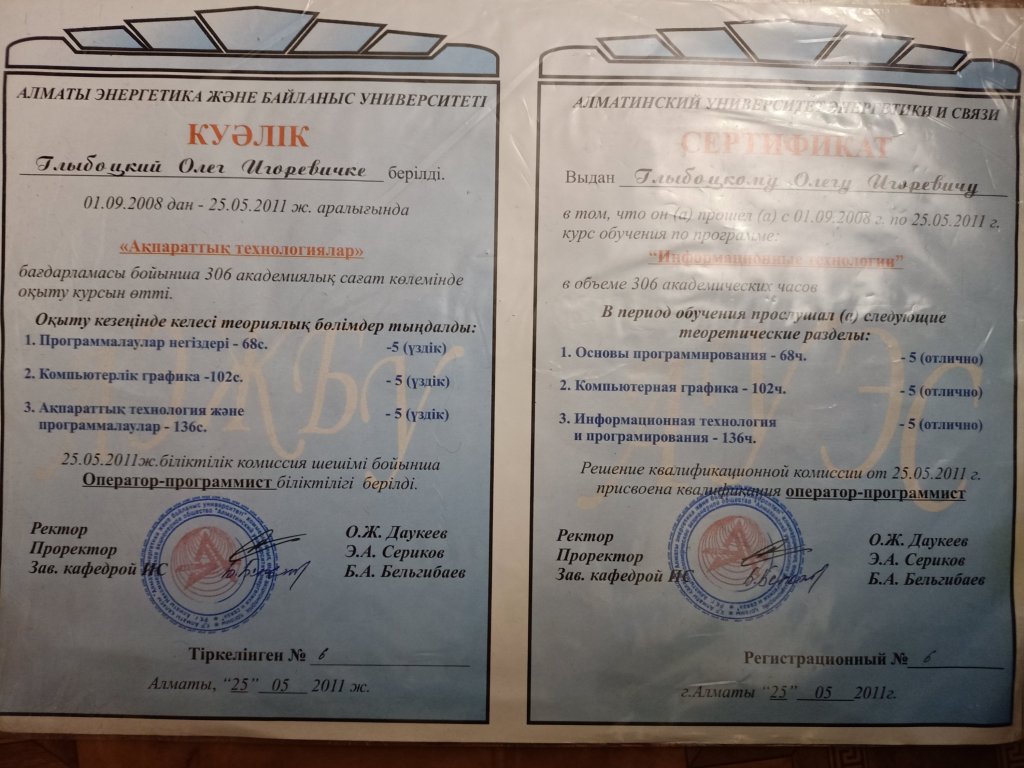 АЛМАТЫ ЭНЕРГЕТИКА ЖӘНЕ БАЙЛАНЫС УНИВЕРСИТЕТІ
КУӘЛІК
Глыбоцкий Олег Игоревичке берілді.
01.09.2008 дан - 25.05.2011 ж. аралығында
«Ақпараттық технологиялар»
бағдарламасы бойынша 306 академиялық сағат көлемінде
оқыту курсын өтті.
Оқыту кезеңінде келесі теориялық бөлімдер тыңдалды:
1. Программалаулар негіздері - 68с. -5 (үздік)
2. Компьютерлік графика -102с. - 5 (үздік)
3. Ақпараттық технология және - 5 (үздік)
программалаулар - 136с.
25.05.2011ж.біліктілік комиссия шешімі бойынша
Оператор-программист біліктілігі берілді.
Ректор О.Ж. Даукеев
Проректор Э.А. Сериков
Зав. кафедрой ИС Б.А. Бельгибаев
Тіркелінген № 6
Алматы, “25” 05 2011 ж.
АЛМАТИНСКИЙ УНИВЕРСИТЕТ ЭНЕРГЕТИКИ И СВЯЗИ
СЕРТИФИКАТ
Выдан Глыбоцкому Олегу Игоревичу
в том, что он (а) прошел (а) с 01.09.2008 г. по 25.05.2011 г.
курс обучения по программе:
“Информационные технологии”
в объеме 306 академических часов
В период обучения прослушал (а) следующие
теоретические разделы:
1. Основы программирования - 68ч. - 5 (отлично)
2. Компьютерная графика - 102ч. - 5 (отлично)
3. Информационная технология - 5 (отлично)
и програмирования - 136ч.
Решение квалификационной комиссии от 25.05.2011 г.
присвоена квалификация оператор-программист
Ректор О.Ж. Даукеев
Проректор Э.А. Сериков
Зав. кафедрой ИС Б.А. Бельгибаев
Регистрационный № 6
г.Алматы “25” 05 2011г.